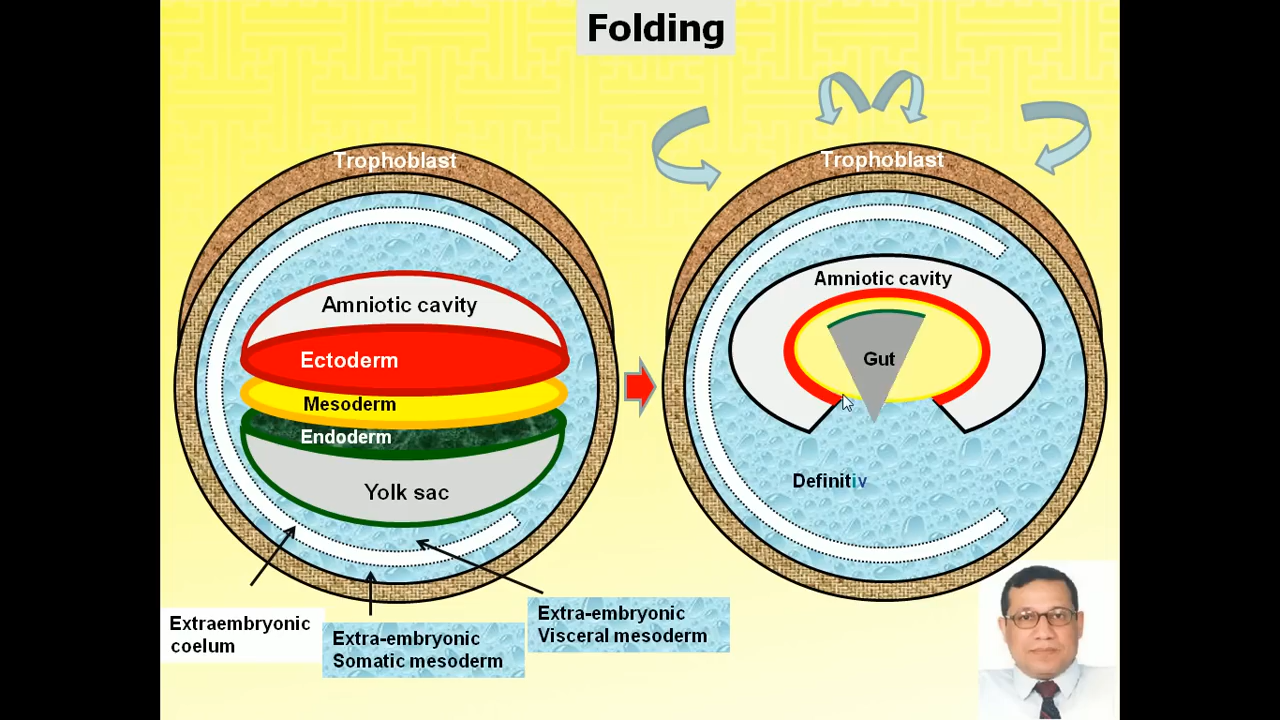 Folding
Trophoblast
Amniotic cavity
Ectoderm
Mesoderm
Endoderm
Yolk sac
Extraembryonic
coelum
Extra-embryonic
Somatic mesoderm
Extra-embryonic
Visceral mesoderm
Trophoblast
Amniotic cavity
Gut
Definitiv